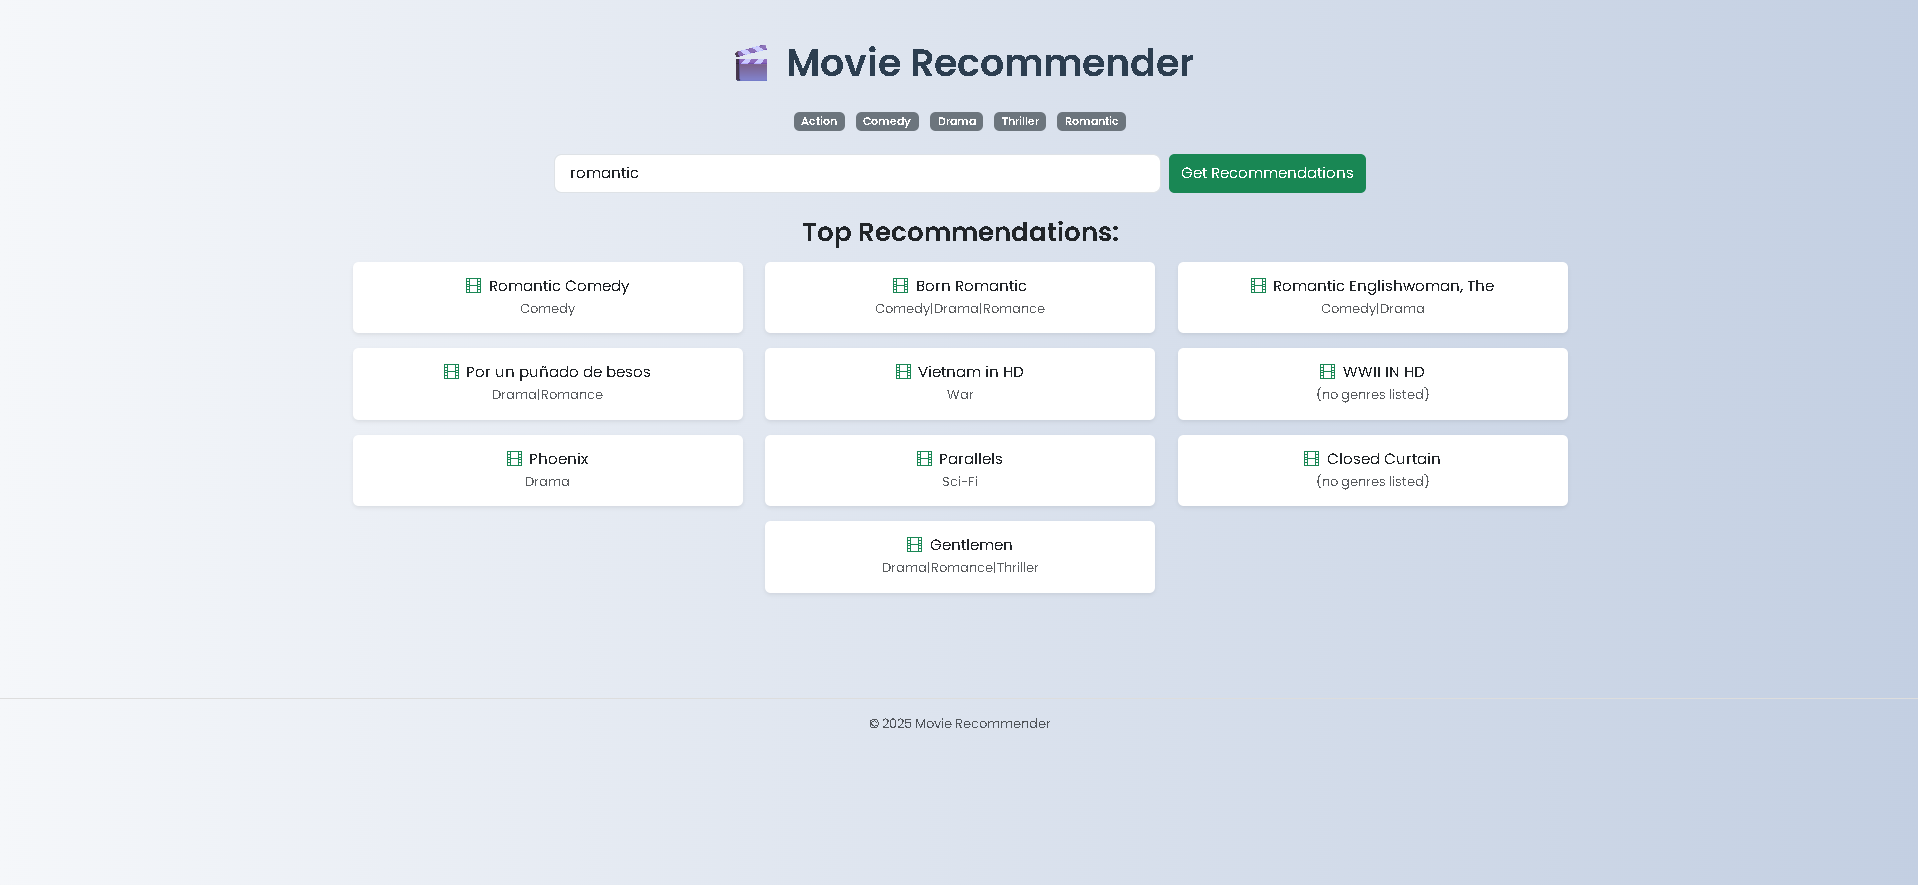 Movie Recommender
Action Comedy Drama Thriller Romantic
romantic Get Recommendations
Top Recommendations:
Romantic Comedy
Comedy
Born Romantic
Comedy|Drama|Romance
Romantic Englishwoman, The
Comedy|Drama
Por un puñado de besos
Drama|Romance
Vietnam in HD
War
WWII IN HD
(no genres listed)
Phoenix
Drama
Parallels
Sci-Fi
Closed Curtain
(no genres listed)
Gentlemen
Drama|Romance|Thriller
© 2025 Movie Recommender